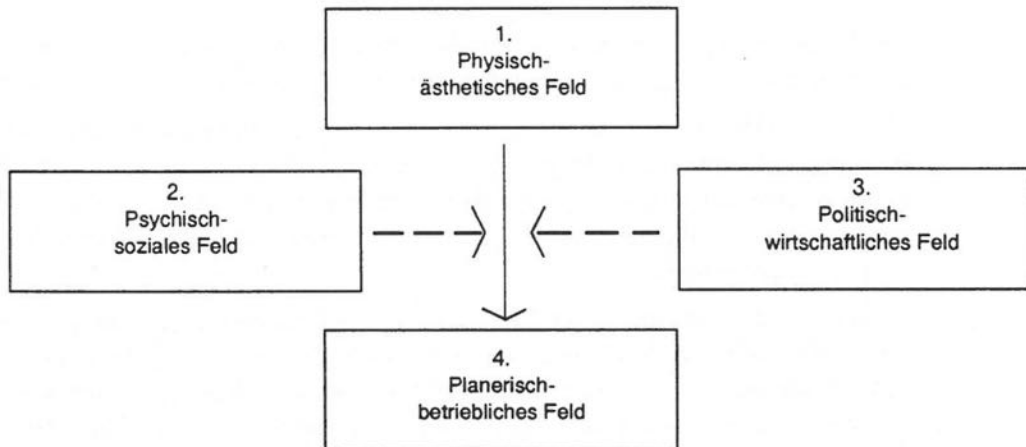 1.
Physisch-
ästhetisches Feld
2.
Psychisch-
soziales Feld
3.
Politisch-
wirtschaftliches Feld
4.
Planerisch-
betriebliches Feld